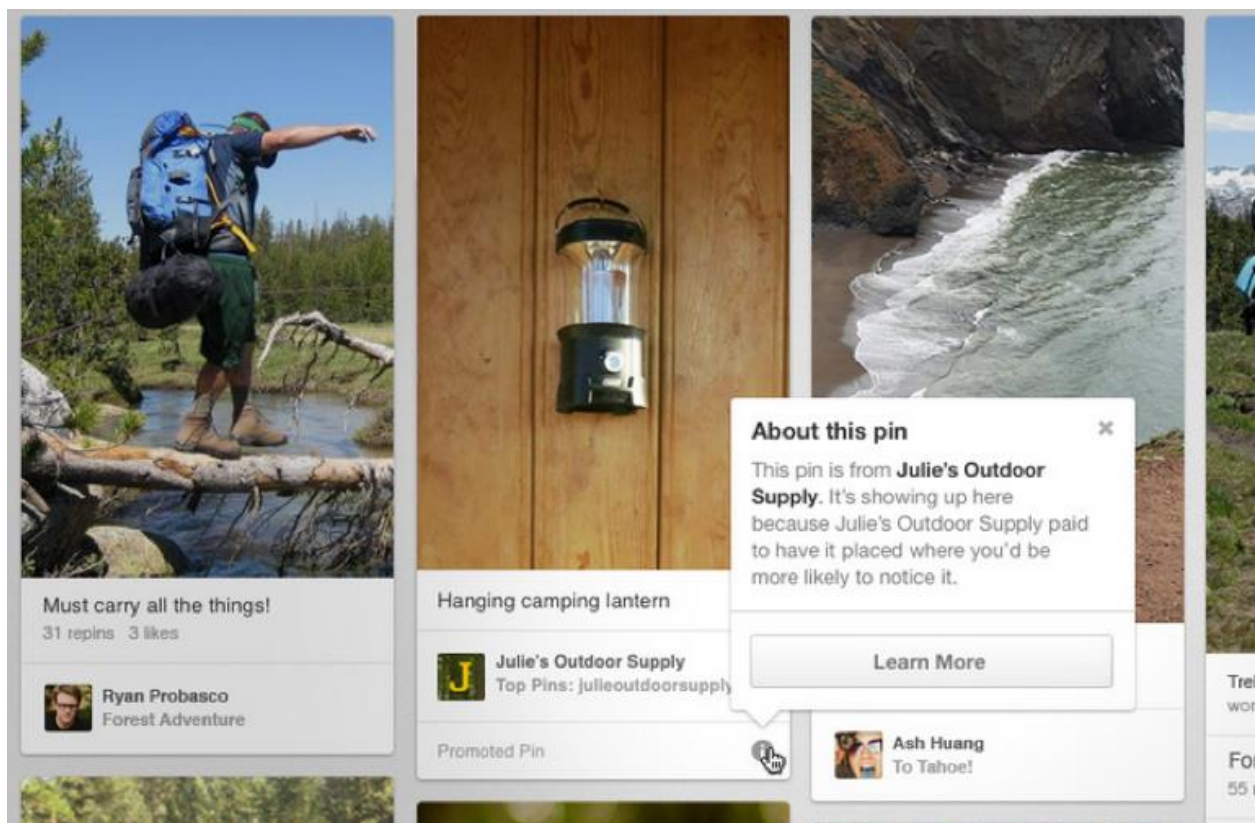 Must carry all the things!
31 repins 3 likes
Ryan Probasco
Forest Adventure
Hanging camping lantern
J
Julie's Outdoor Supply
Top Pins: julieoutdoorsupply
Promoted Pin
About this pin
This pin is from Julie's Outdoor
Supply. It's showing up here
because Julie's Outdoor Supply paid
to have it placed where you'd be
more likely to notice it.
Learn More
Ash Huang
To Tahoe!
55